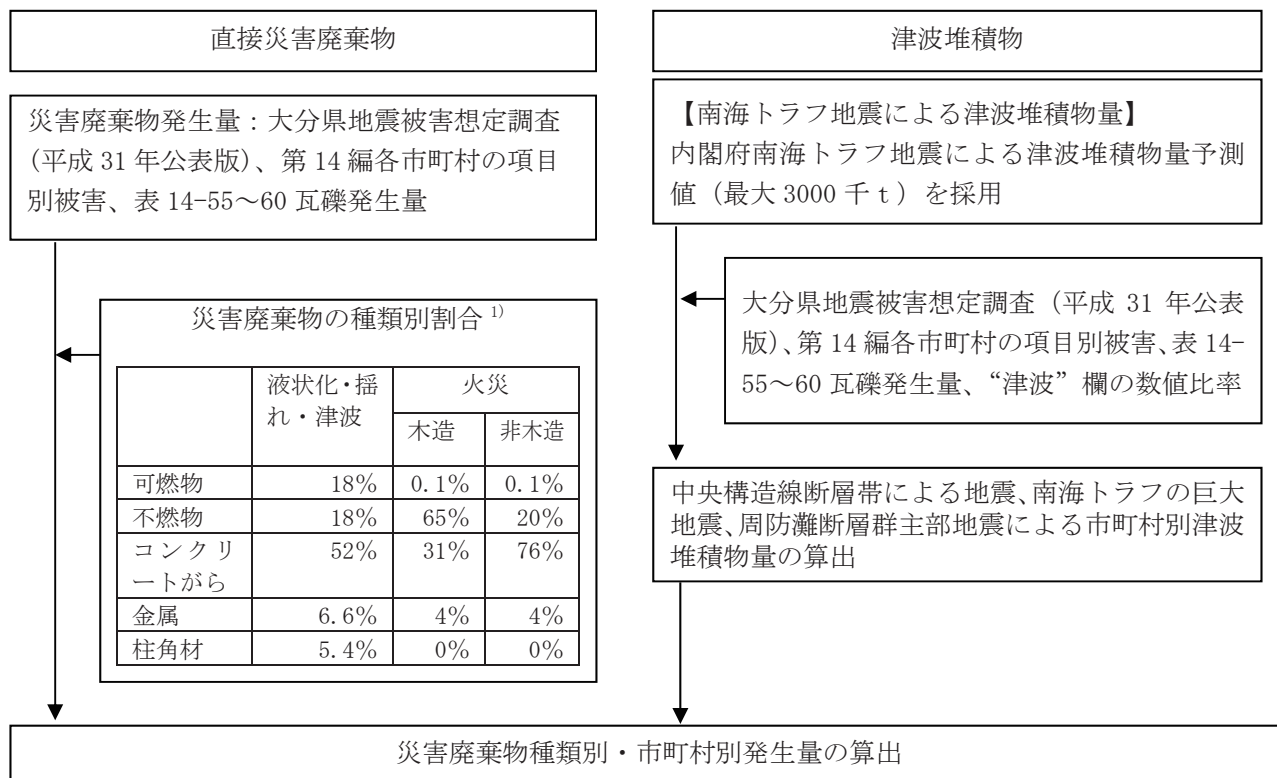 直接災害廃棄物
災害廃棄物発生量：大分県地震被害想定調査
(平成 31 年公表版)、第 14 編各市町村の項目
別被害、表 14-55～60 瓦礫発生量
災害廃棄物の種類別割合 1)
液状化・揺 火災
れ・津波
木造 非木造
可燃物 18% 0.1% 0.1%
不燃物 18% 65% 20%
コンクリ 52% 31% 76%
ートがら
金属 6.6% 4% 4%
柱角材 5.4% 0% 0%
津波堆積物
【南海トラフ地震による津波堆積物量】
内閣府南海トラフ地震による津波堆積物量予測
値（最大 3000 千ｔ）を採用
大分県地震被害想定調査（平成 31 年公表
版）、第 14 編各市町村の項目別被害、表 14-
55～60 瓦礫発生量、“津波”欄の数値比率
中央構造線断層帯による地震、南海トラフの巨大
地震、周防灘断層群主部地震による市町村別津波
堆積物量の算出
災害廃棄物種類別・市町村別発生量の算出